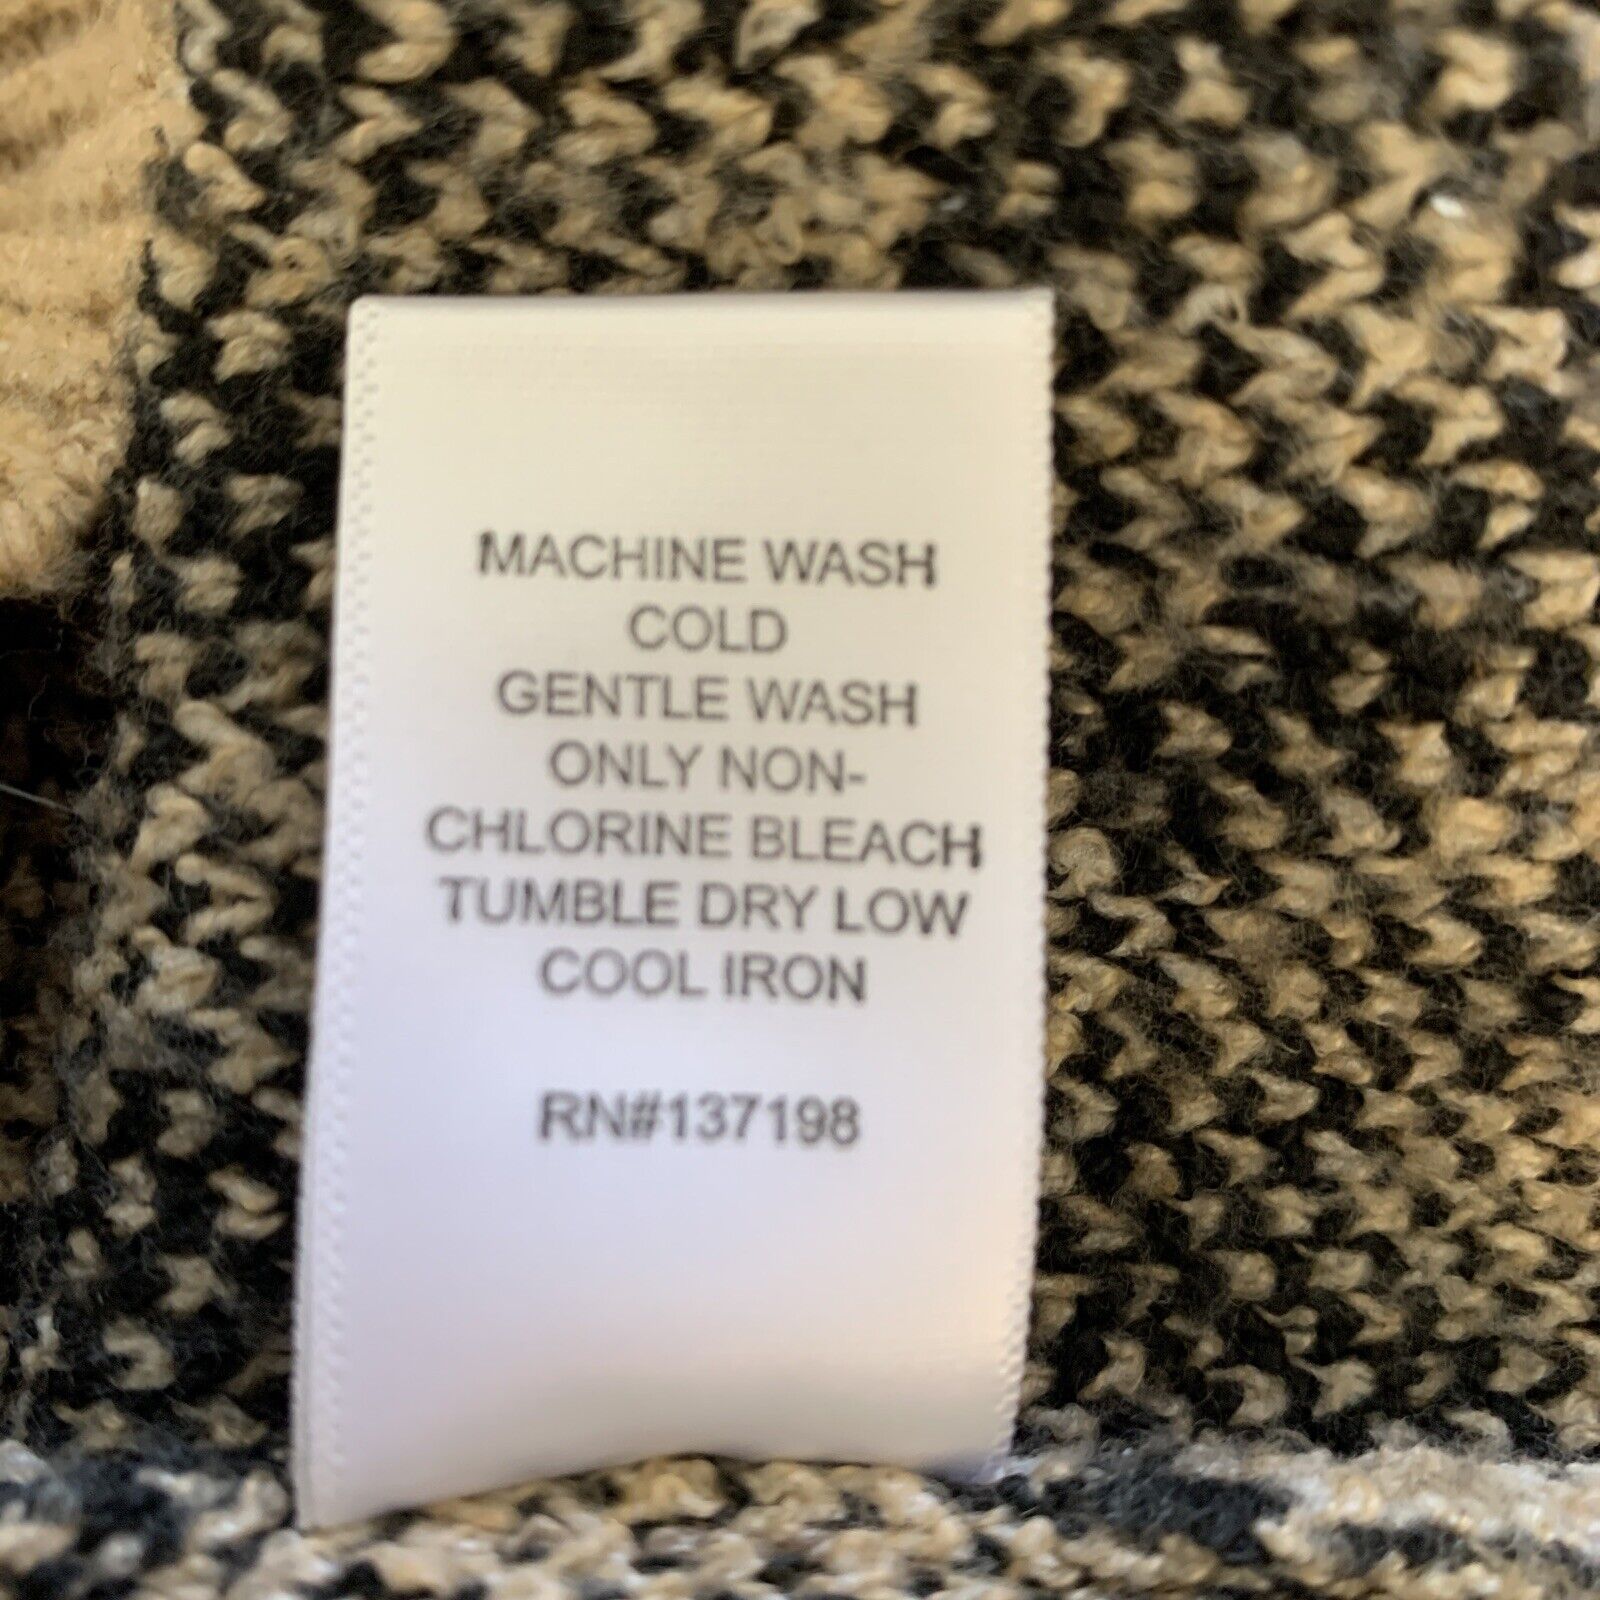 MACHINE WASH
COLD
GENTLE WASH
ONLY NON-
CHLORINE BLEACH
TUMBLE DRY LOW
COOL IRON
RN#137198